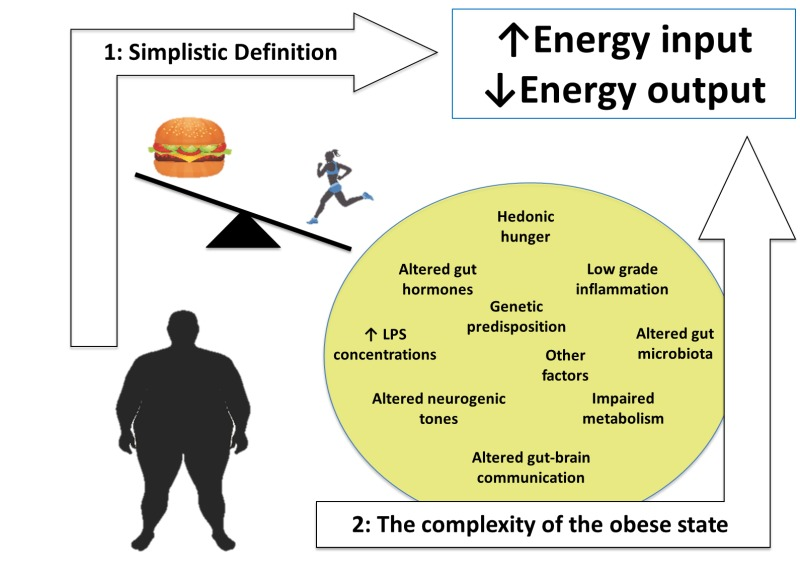 1: Simplistic Definition
↑Energy input
↓Energy output
Hedonic
hunger
Altered gut
hormones
Low grade
inflammation
Genetic
predisposition
↑ LPS
concentrations
Altered gut
microbiota
Other
factors
Altered neurogenic
tones
Impaired
metabolism
Altered gut-brain
communication
2: The complexity of the obese state